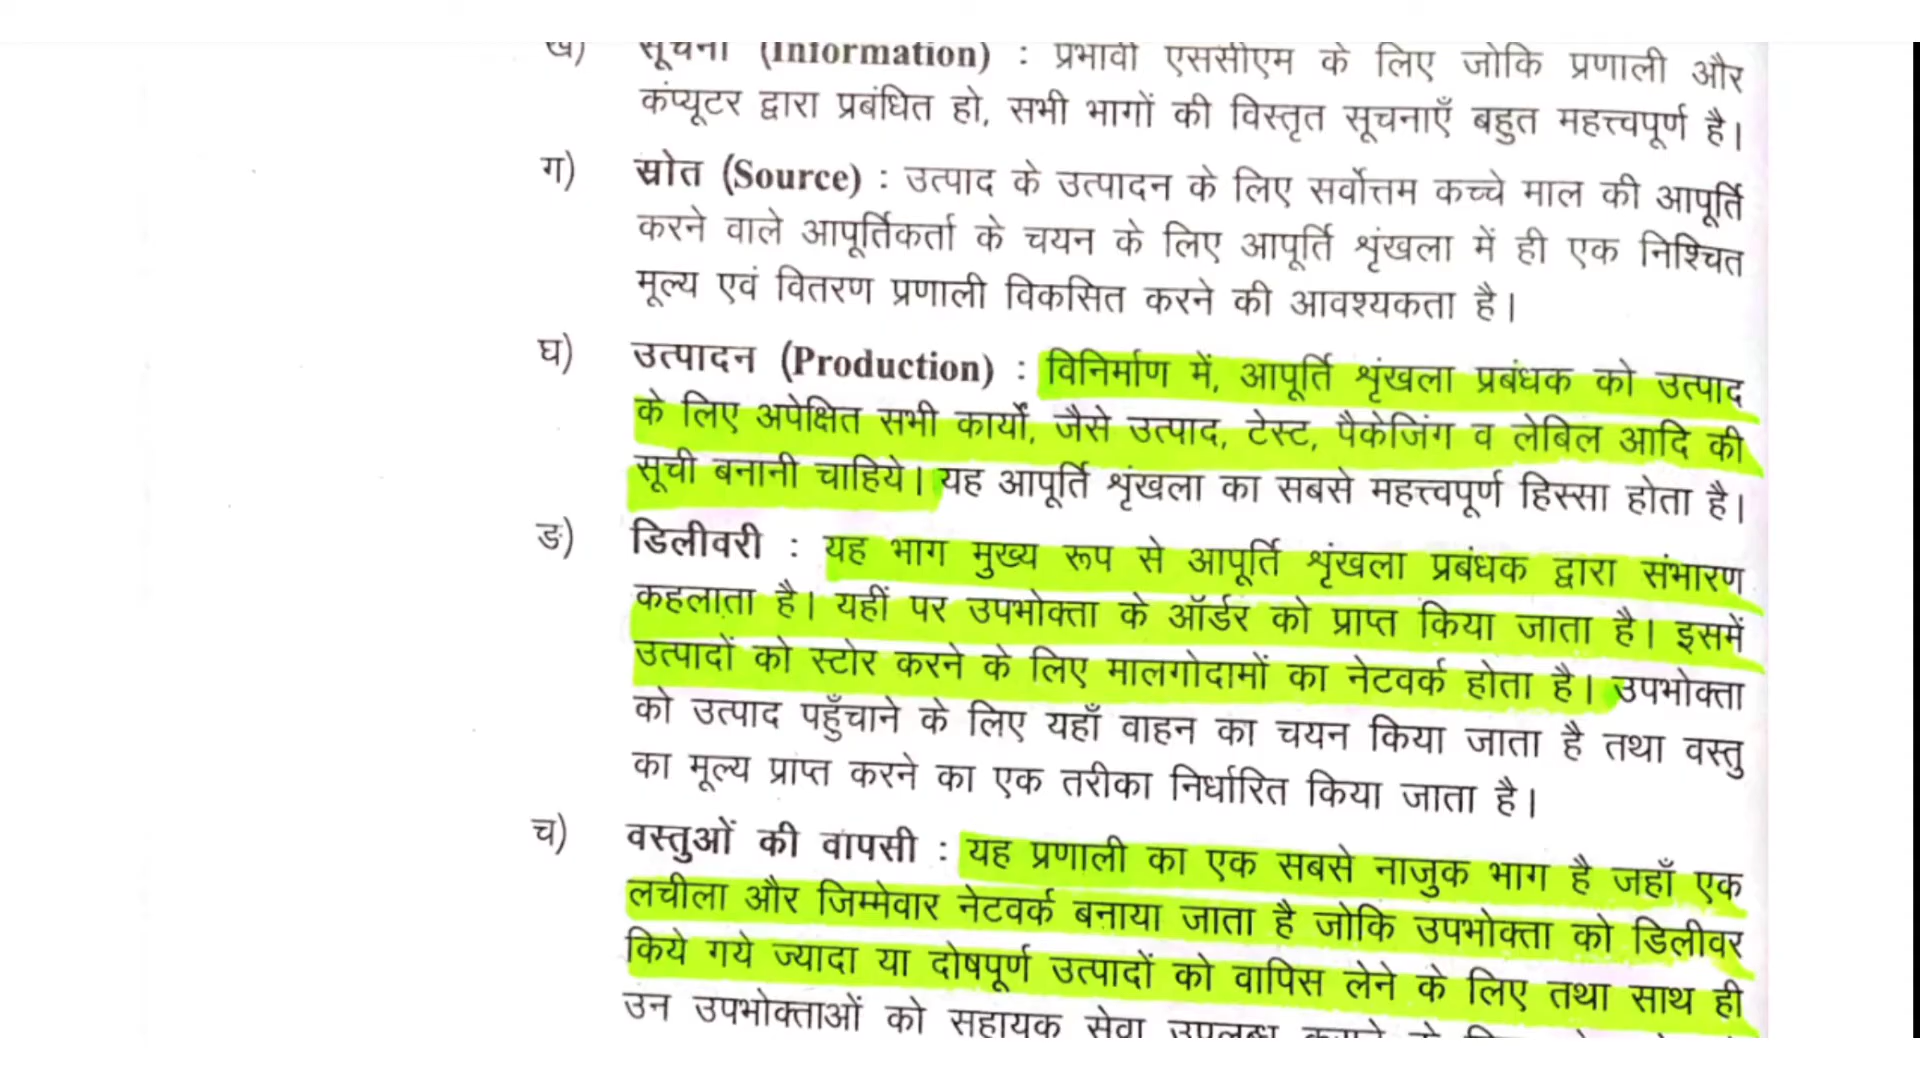 ख) सूचना (Information) : प्रभावी एससीएम के लिए जोकि प्रणाली और
कंप्यूटर द्वारा प्रबंधित हो, सभी भागों की विस्तृत सूचनाएँ बहुत महत्त्वपूर्ण है।
ग) स्रोत (Source) : उत्पाद के उत्पादन के लिए सर्वोत्तम कच्चे माल की आपूर्ति
करने वाले आपूर्तिकर्ता के चयन के लिए आपूर्ति शृंखला में ही एक निश्चित
मूल्य एवं वितरण प्रणाली विकसित करने की आवश्यकता है।
घ) उत्पादन (Production) : विनिर्माण में, आपूर्ति शृंखला प्रबंधक को उत्पाद
के लिए अपेक्षित सभी कार्यों, जैसे उत्पाद, टेस्ट, पैकेजिंग व लेबिल आदि की
सूची बनानी चाहिये। यह आपूर्ति शृंखला का सबसे महत्त्वपूर्ण हिस्सा होता है।
ङ) डिलीवरी : यह भाग मुख्य रूप से आपूर्ति शृंखला प्रबंधक द्वारा संभारण
कहलाता है। यहीं पर उपभोक्ता के ऑर्डर को प्राप्त किया जाता है। इसमें
उत्पादों को स्टोर करने के लिए मालगोदामों का नेटवर्क होता है। उपभोक्ता
को उत्पाद पहुँचाने के लिए यहाँ वाहन का चयन किया जाता है तथा वस्तु
का मूल्य प्राप्त करने का एक तरीका निर्धारित किया जाता है।
च) वस्तुओं की वापसी : यह प्रणाली का एक सबसे नाजुक भाग है जहाँ एक
लचीला और जिम्मेवार नेटवर्क बनाया जाता है जोकि उपभोक्ता को डिलीवर
किये गये ज्यादा या दोषपूर्ण उत्पादों को वापिस लेने के लिए तथा साथ ही
उन उपभोक्ताओं को सहायक सेवा उपलब्ध